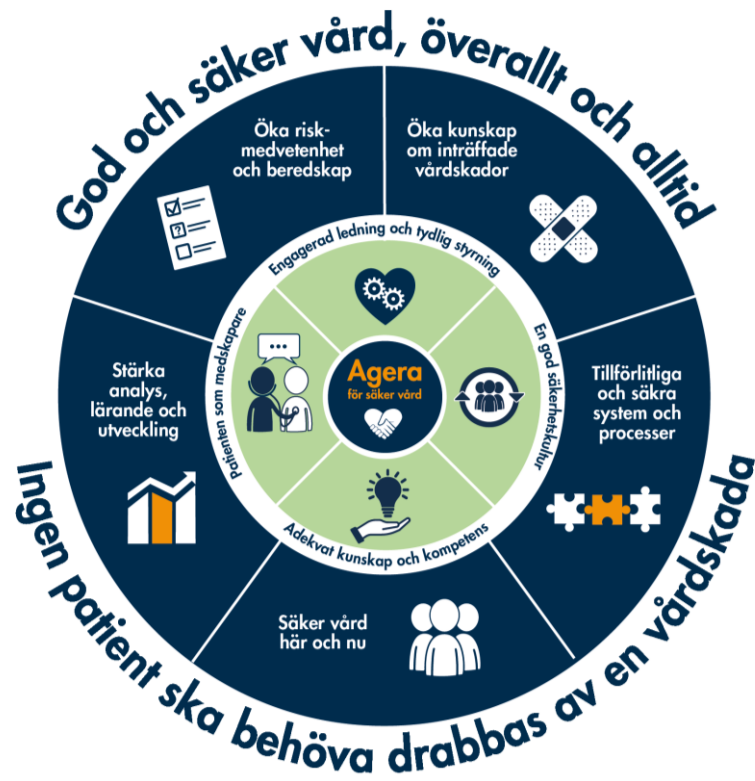 God och säker vård, överallt och alltid
Öka risk-
medvetenhet
och beredskap
Öka kunskap
om inträffade
vårdskador
Engagerad ledning och tydlig styrning
Patienten som medskapare
En god säkerhetskultur
Agera
för säker vård
Stärka
analys,
lärande och
utveckling
Tillförlitliga
och säkra
system och
processer
Adekvat kunskap och kompetens
Säker vård
här och nu
Ingen patient ska behöva drabbas av en vårdskada